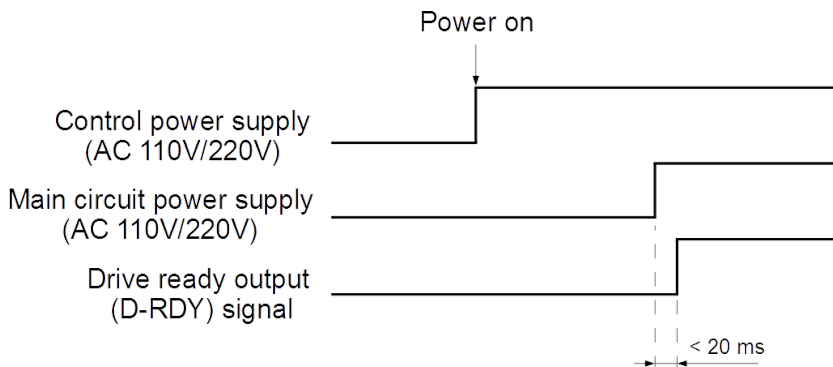 Power on
Control power supply
(AC 110V/220V)
Main circuit power supply
(AC 110V/220V)
Drive ready output
(D-RDY) signal
< 20 ms